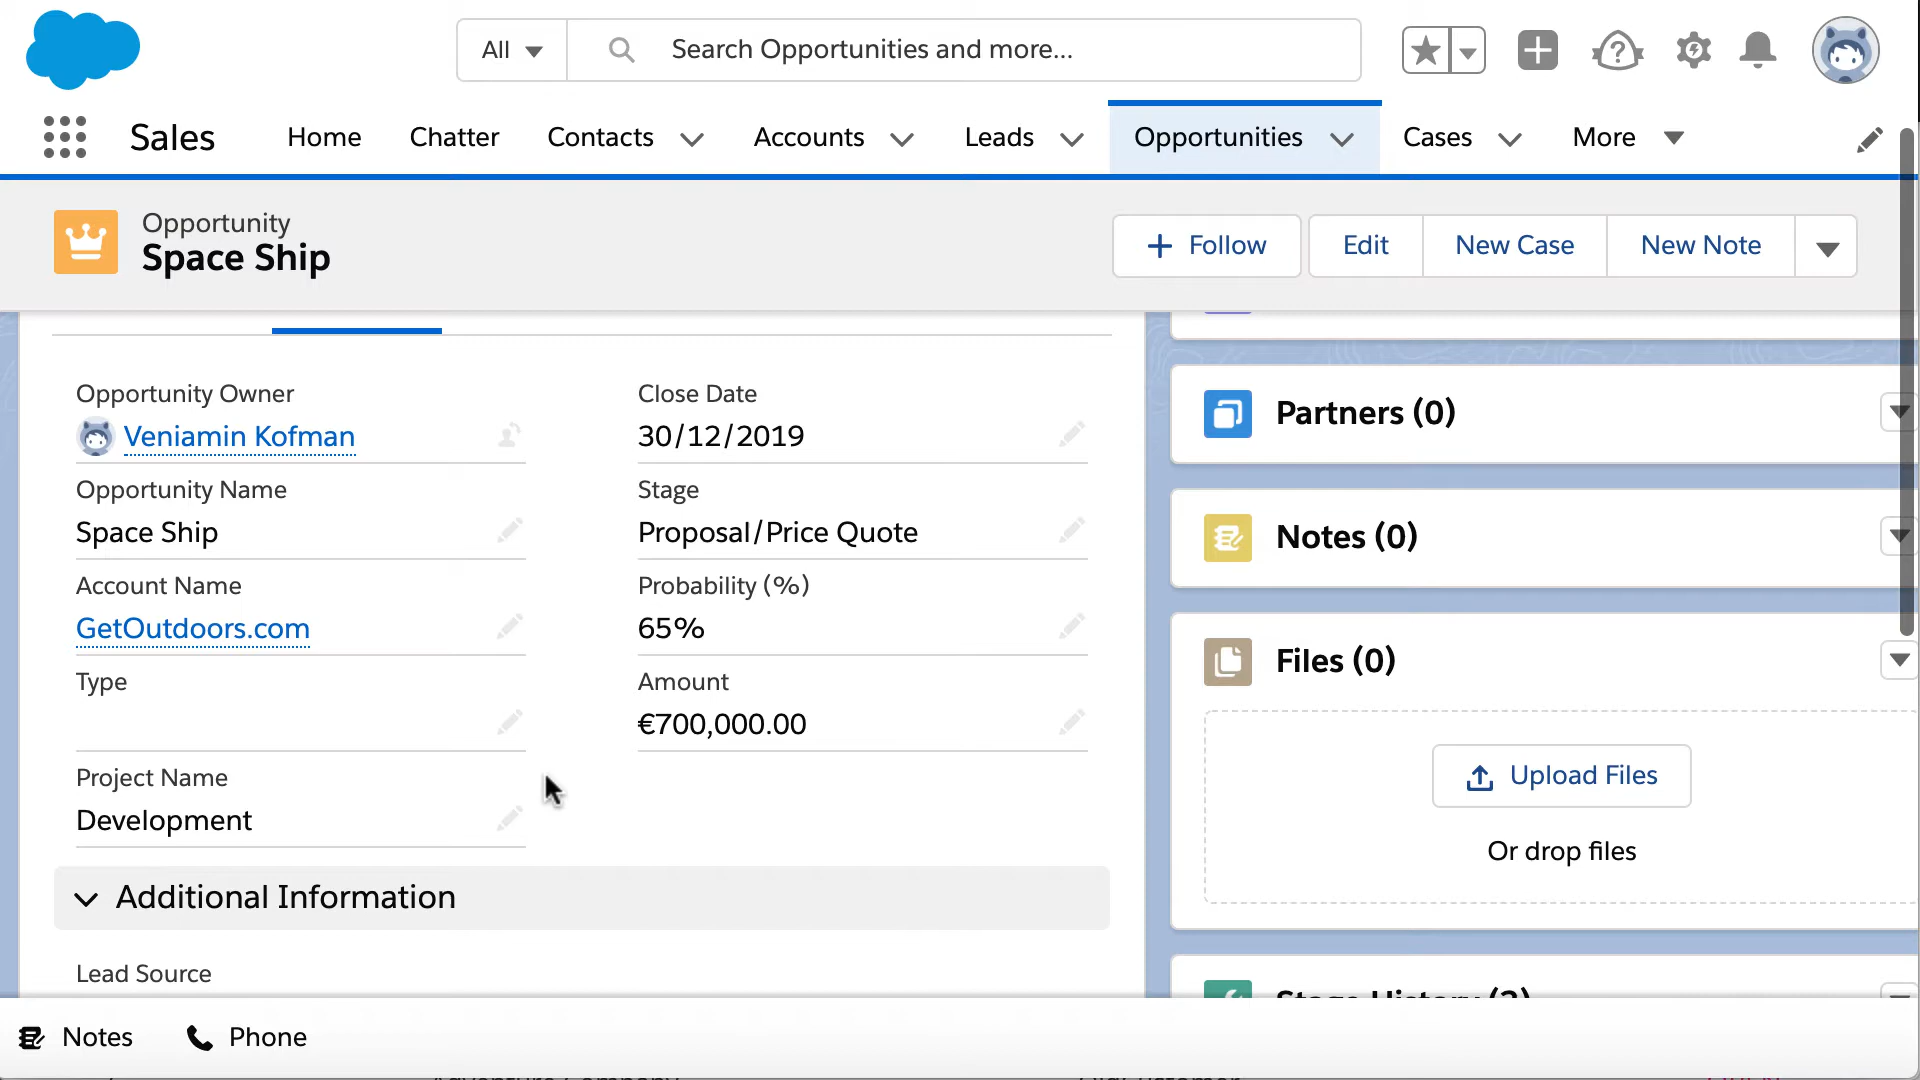 All
Search Opportunities and more...
Sales Home Chatter Contacts Accounts Leads Opportunities Cases More
Opportunity
Space Ship
Follow Edit New Case New Note
Opportunity Owner
Veniamin Kofman
Close Date
30/12/2019
Opportunity Name
Space Ship
Stage
Proposal/Price Quote
Account Name
GetOutdoors.com
Probability (%)
65%
Type
Amount
€700,000.00
Project Name
Development
Additional Information
Lead Source
Partners (0)
Notes (0)
Files (0)
Upload Files
Or drop files
Stage History (3)
Notes Phone